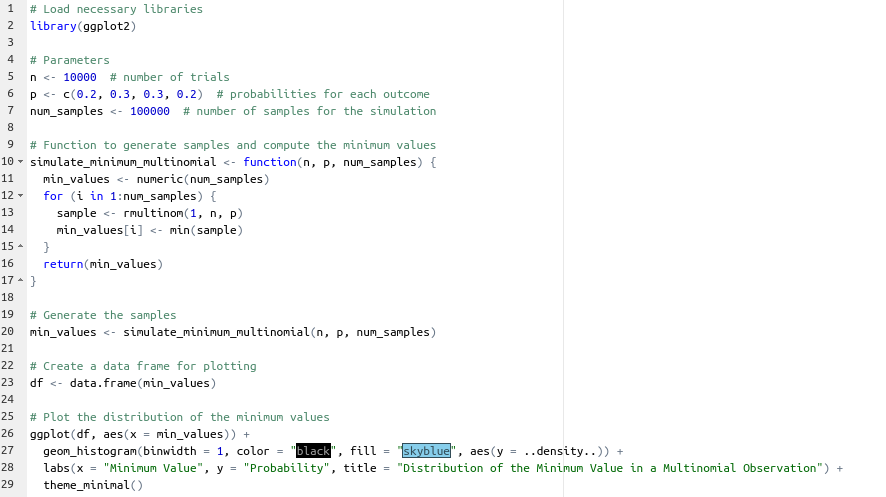 1 # Load necessary libraries
2 library(ggplot2)
3
4 # Parameters
5 n <- 10000  # number of trials
6 p <- c(0.2, 0.3, 0.3, 0.2)  # probabilities for each outcome
7 num_samples <- 100000  # number of samples for the simulation
8
9 # Function to generate samples and compute the minimum values
10 simulate_minimum_multinomial <- function(n, p, num_samples) {
11   min_values <- numeric(num_samples)
12   for (i in 1:num_samples) {
13     sample <- rmultinom(1, n, p)
14     min_values[i] <- min(sample)
15   }
16   return(min_values)
17 }
18
19 # Generate the samples
20 min_values <- simulate_minimum_multinomial(n, p, num_samples)
21
22 # Create a data frame for plotting
23 df <- data.frame(min_values)
24
25 # Plot the distribution of the minimum values
26 ggplot(df, aes(x = min_values)) +
27   geom_histogram(binwidth = 1, color = "black", fill = "skyblue", aes(y = ..density..)) +
28   labs(x = "Minimum Value", y = "Probability", title = "Distribution of the Minimum Value in a Multinomial Observation") +
29   theme_minimal()